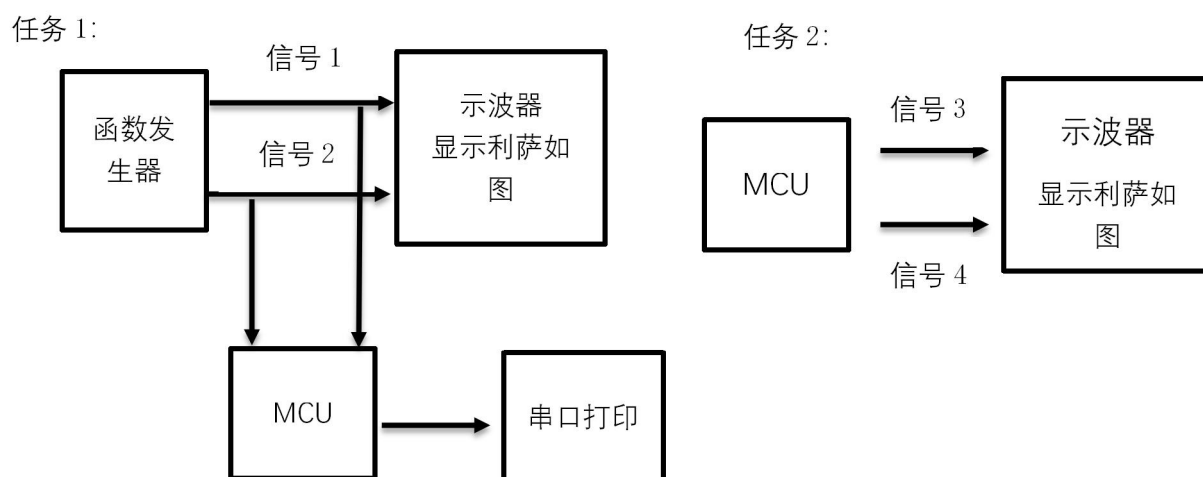 任务 1:
信号 1
函数发
生器
信号 2
示波器
显示利萨如
图
MCU
串口打印
任务 2:
MCU
信号 3
信号 4
示波器
显示利萨如
图